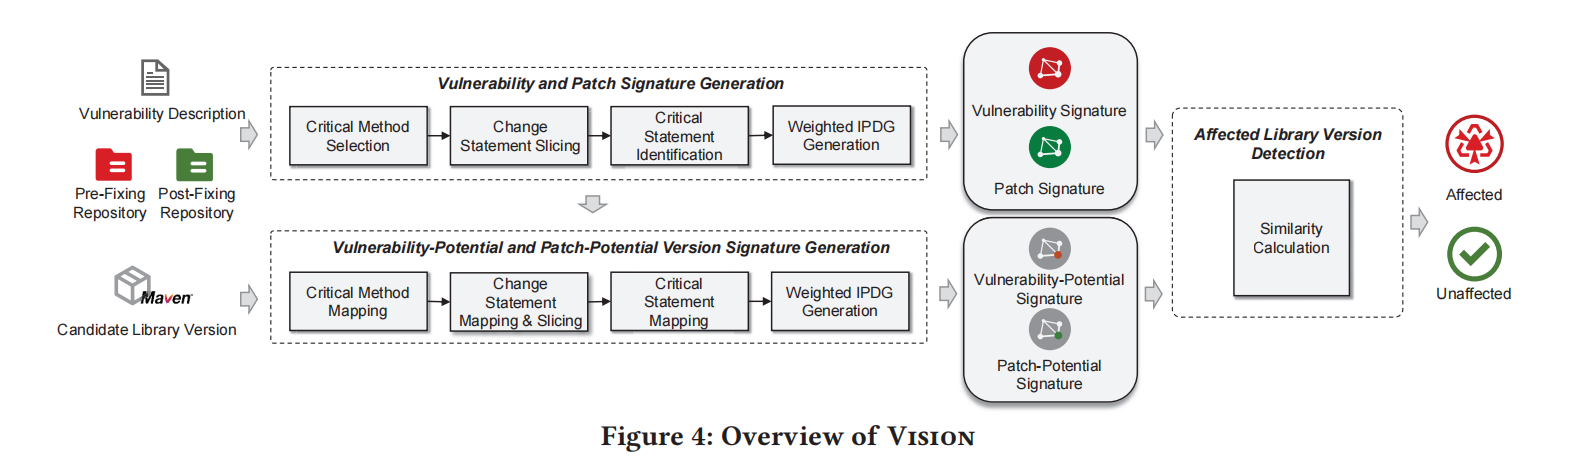 Vulnerability Description
Pre-Fixing
Repository
Post-Fixing
Repository
Vulnerability and Patch Signature Generation
Critical Method
Selection
Change
Statement Slicing
Critical
Statement
Identification
Weighted IPDG
Generation
Vulnerability Signature
Patch Signature
Maven
Candidate Library Version
Vulnerability-Potential and Patch-Potential Version Signature Generation
Critical Method
Mapping
Change
Statement
Mapping & Slicing
Critical
Statement
Mapping
Weighted IPDG
Generation
Vulnerability-Potential
Signature
Patch-Potential
Signature
Affected Library Version
Detection
Similarity
Calculation
Affected
Unaffected
Figure 4: Overview of VISION